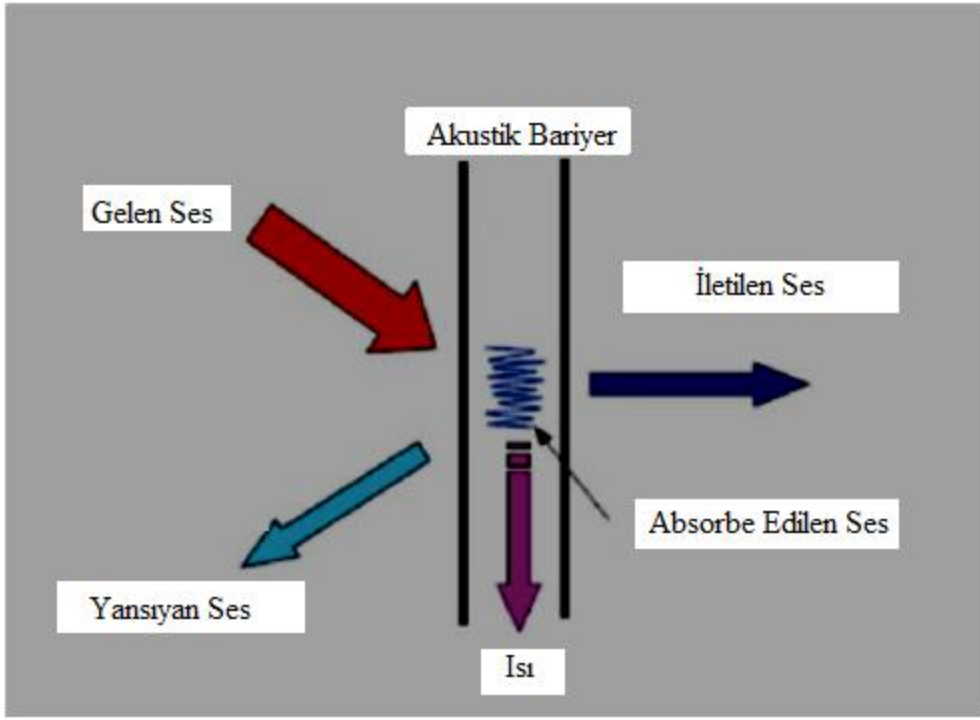 Akustik Bariyer
Gelen Ses
İletilen Ses
Absorbe Edilen Ses
Yansıyan Ses
Isı